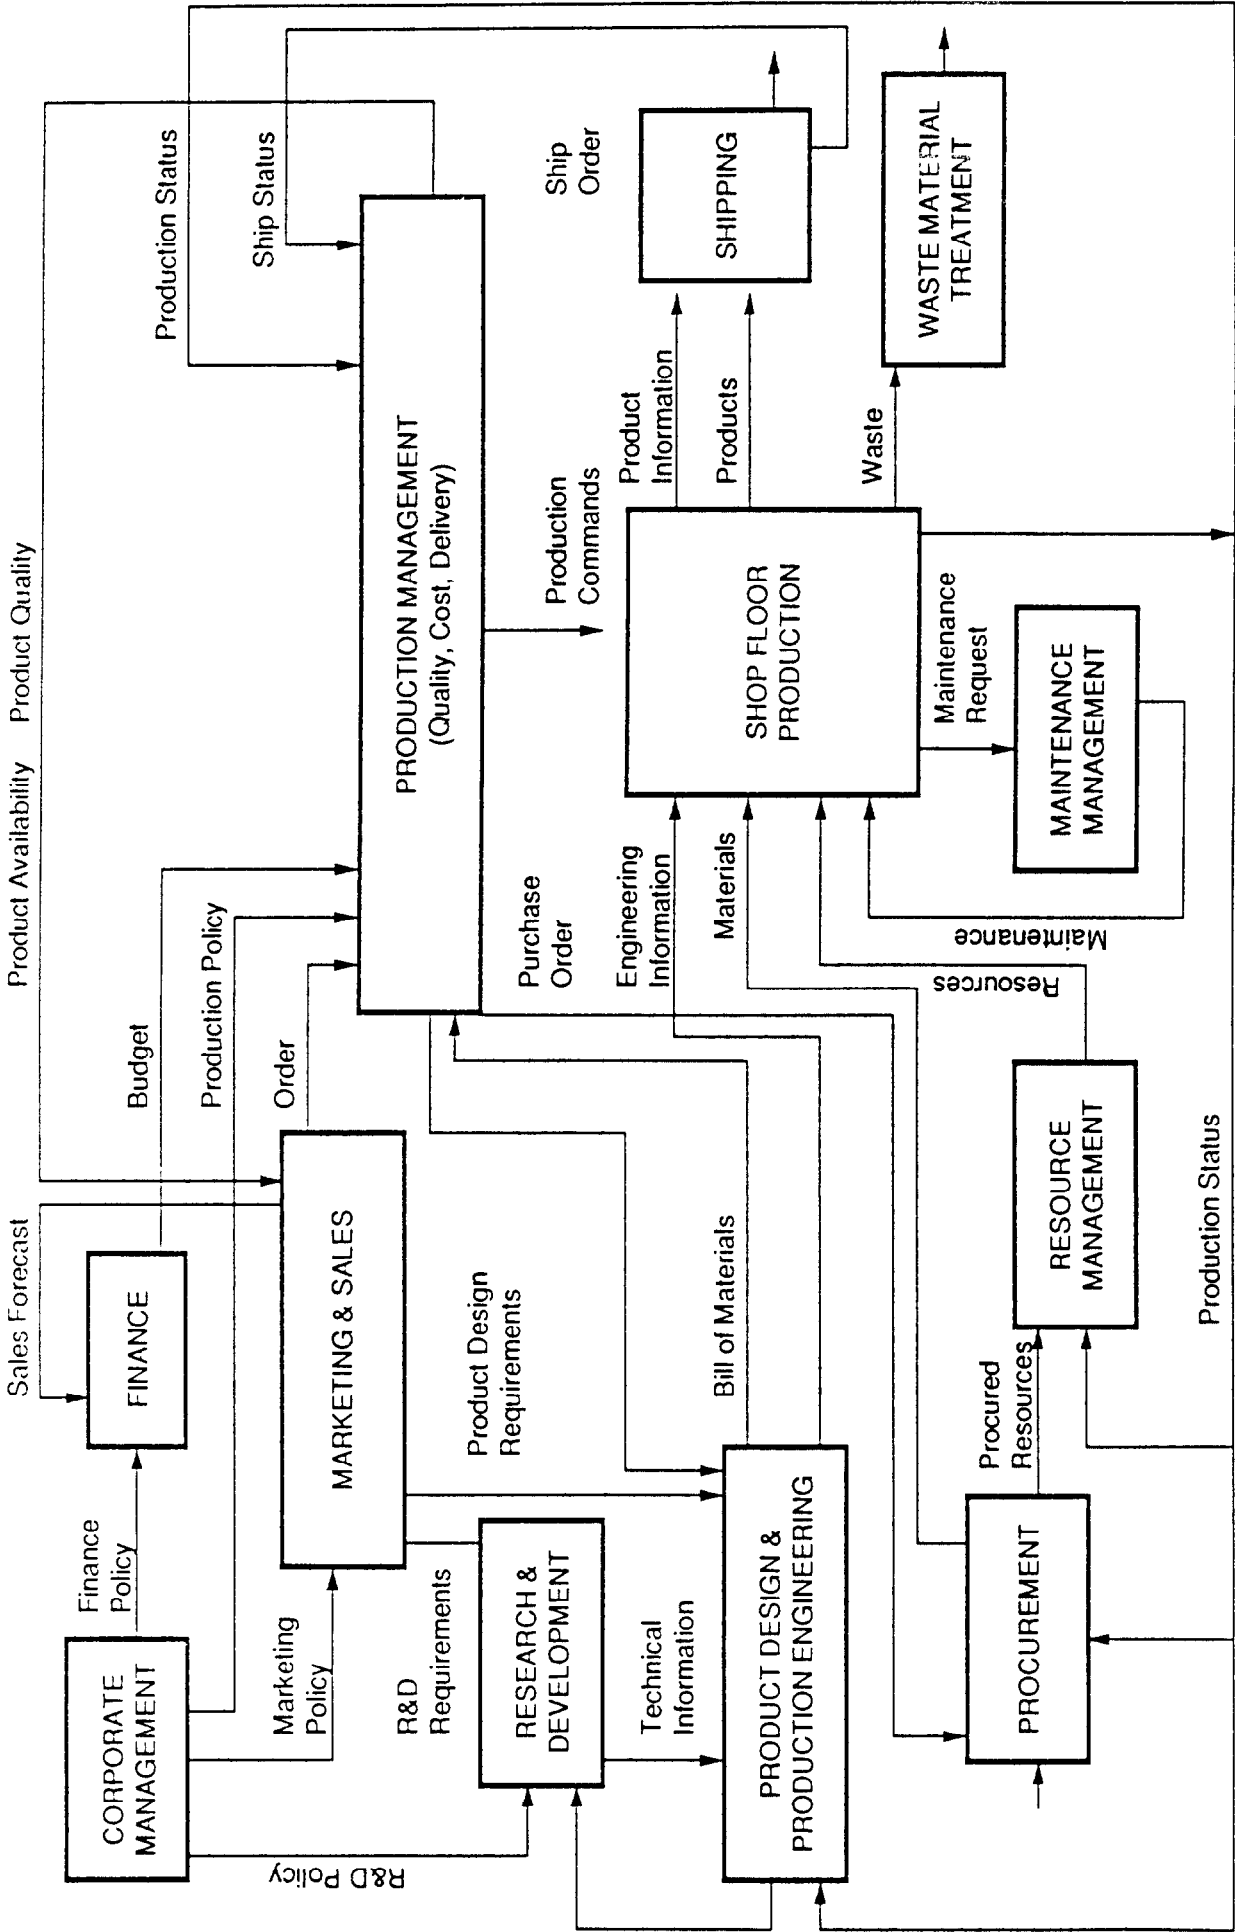 CORPORATE
MANAGEMENT
Finance
Policy
FINANCE
Sales Forecast
Product Availability
Product Quality
Budget
Production Policy
Order
Production Status
Ship Status
R&D Policy
Marketing
Policy
MARKETING & SALES
PRODUCTION MANAGEMENT
(Quality, Cost, Delivery)
R&D
Requirements
Product Design
Requirements
Purchase
Order
Production
Commands
Ship
Order
RESEARCH &
DEVELOPMENT
Technical
Information
Bill of Materials
Engineering
Information
Materials
SHOP FLOOR
PRODUCTION
Product
Information
Products
Waste
SHIPPING
PRODUCT DESIGN &
PRODUCTION ENGINEERING
Resources
Maintenance
Maintenance
Request
WASTE MATERIAL
TREATMENT
PROCUREMENT
Procured
Resources
RESOURCE
MANAGEMENT
MAINTENANCE
MANAGEMENT
Production Status